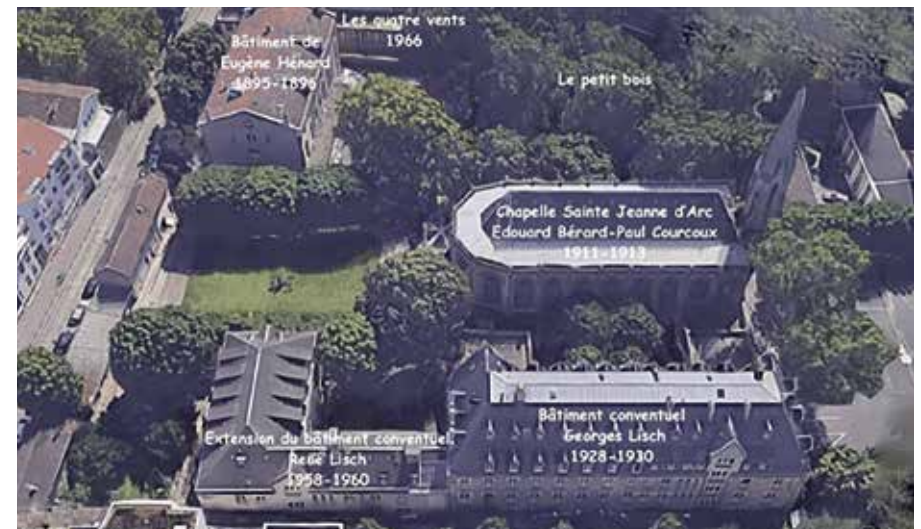 Les quatre vents
1966
Bâtiment de
Eugène Hénard
1895-1896
Le petit bois
Chapelle Sainte Jeanne d'Arc
Edouard Bérard-Paul Courcoux
1911-1913
Bâtiment conventuel
Georges Lisch
1928-1930
Extension du bâtiment conventuel
René Lisch
1958-1960